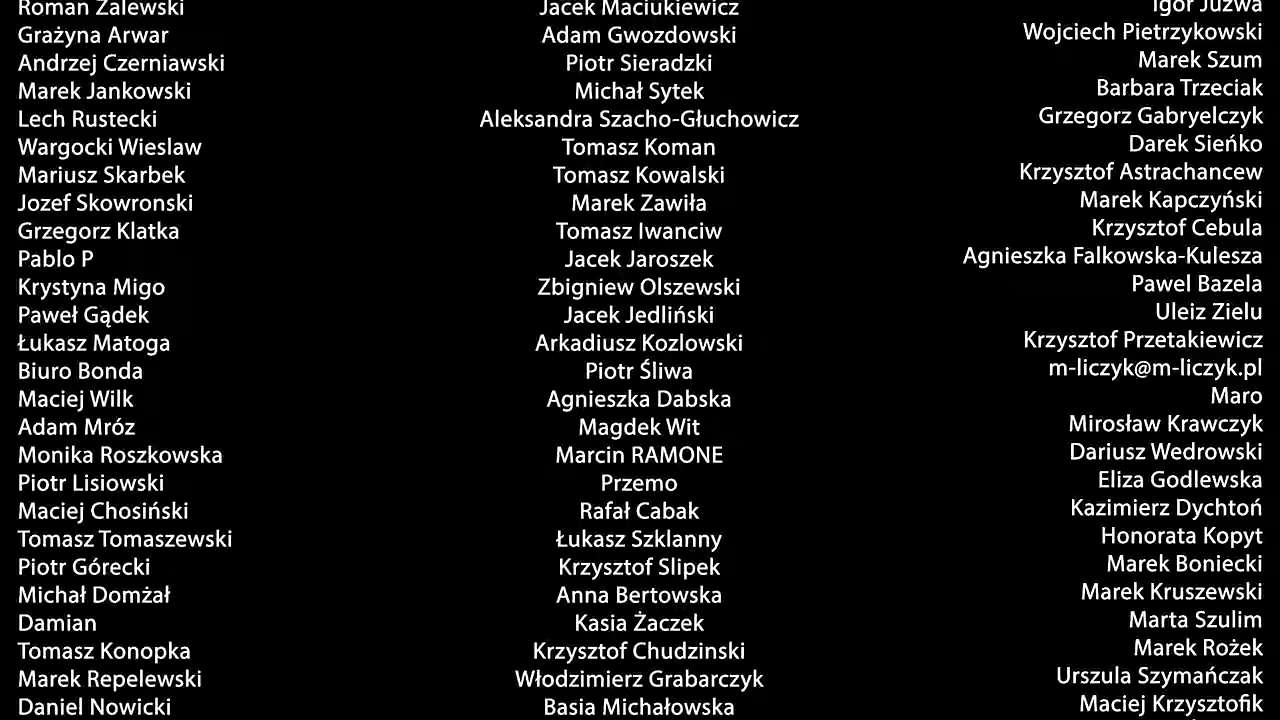 Roman Zalewski
Grażyna Arwar
Andrzej Czerniawski
Marek Jankowski
Lech Rustecki
Wargocki Wieslaw
Mariusz Skarbek
Jozef Skowronski
Grzegorz Klatka
Pablo P
Krystyna Migo
Paweł Gądek
Łukasz Matoga
Biuro Bonda
Maciej Wilk
Adam Mróz
Monika Roszkowska
Piotr Lisiowski
Maciej Chosiński
Tomasz Tomaszewski
Piotr Górecki
Michał Domżał
Damian
Tomasz Konopka
Marek Repelewski
Daniel Nowicki
Jacek Maciukiewicz
Adam Gwozdowski
Piotr Sieradzki
Michał Sytek
Aleksandra Szacho-Głuchowicz
Tomasz Koman
Tomasz Kowalski
Marek Zawiła
Tomasz Iwanciw
Jacek Jaroszek
Zbigniew Olszewski
Jacek Jedliński
Arkadiusz Kozlowski
Piotr Śliwa
Agnieszka Dabska
Magdek Wit
Marcin RAMONE
Przemo
Rafał Cabak
Łukasz Szklanny
Krzysztof Slipek
Anna Bertowska
Kasia Żaczek
Krzysztof Chudzinski
Włodzimierz Grabarczyk
Basia Michałowska
Igor Juzwa
Wojciech Pietrzykowski
Marek Szum
Barbara Trzeciak
Grzegorz Gabryelczyk
Darek Sieńko
Krzysztof Astrachancew
Marek Kapczyński
Krzysztof Cebula
Agnieszka Falkowska-Kulesza
Pawel Bazela
Uleiz Zielu
Krzysztof Przetakiewicz
m-liczyk@m-liczyk.pl
Maro
Mirosław Krawczyk
Dariusz Wedrowski
Eliza Godlewska
Kazimierz Dychtoń
Honorata Kopyt
Marek Boniecki
Marek Kruszewski
Marta Szulim
Marek Rożek
Urszula Szymańczak
Maciej Krzysztofik